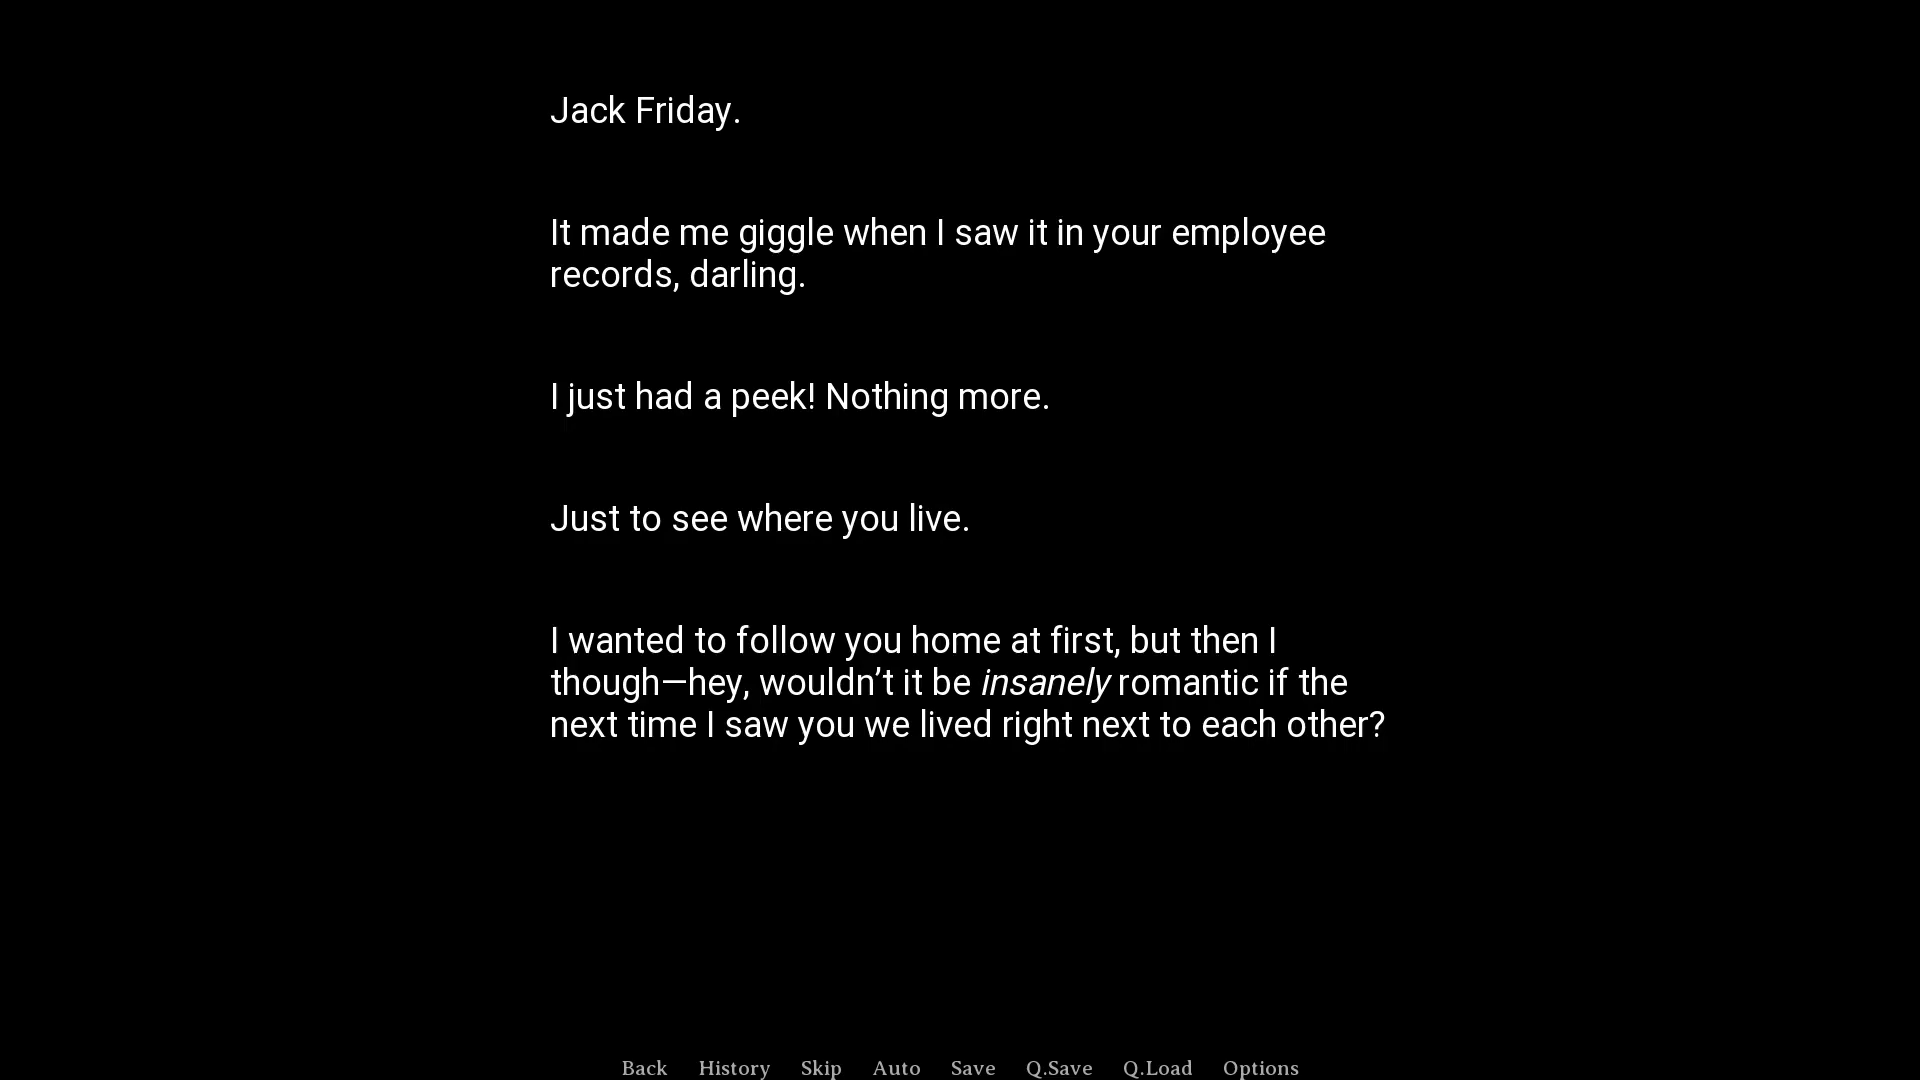 Jack Friday.
It made me giggle when I saw it in your employee
records, darling.
I just had a peek! Nothing more.
Just to see where you live.
I wanted to follow you home at first, but then I
though—hey, wouldn’t it be insanely romantic if the
next time I saw you we lived right next to each other?
Back History Skip Auto Save Q.Save Q.Load Options